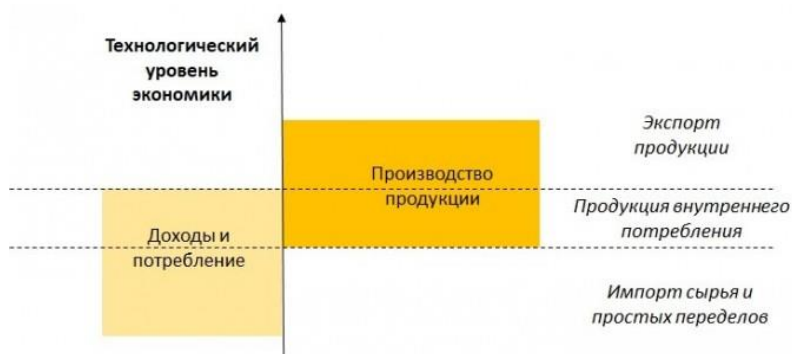 Технологический
уровень
экономики
Экспорт
продукции
Производство
продукции
Продукция внутреннего
потребления
Доходы и
потребление
Импорт сырья и
простых переделов